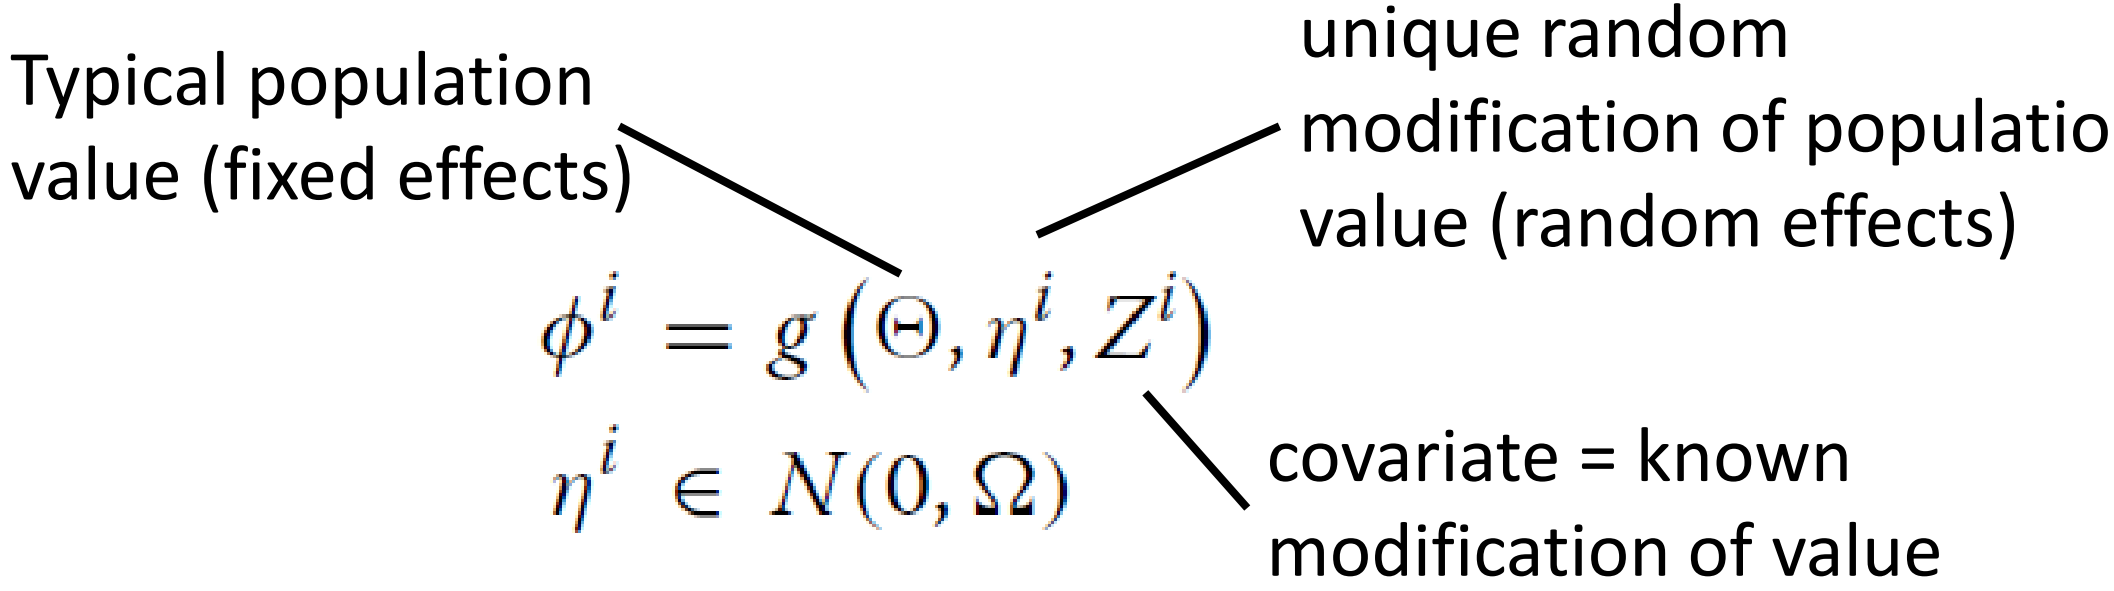 Typical population
value (fixed effects)
unique random
modification of populatio
value (random effects)
ϕ^i = g(Θ, η^i, Z^i)
η^i ∈ N(0, Ω)
covariate = known
modification of value